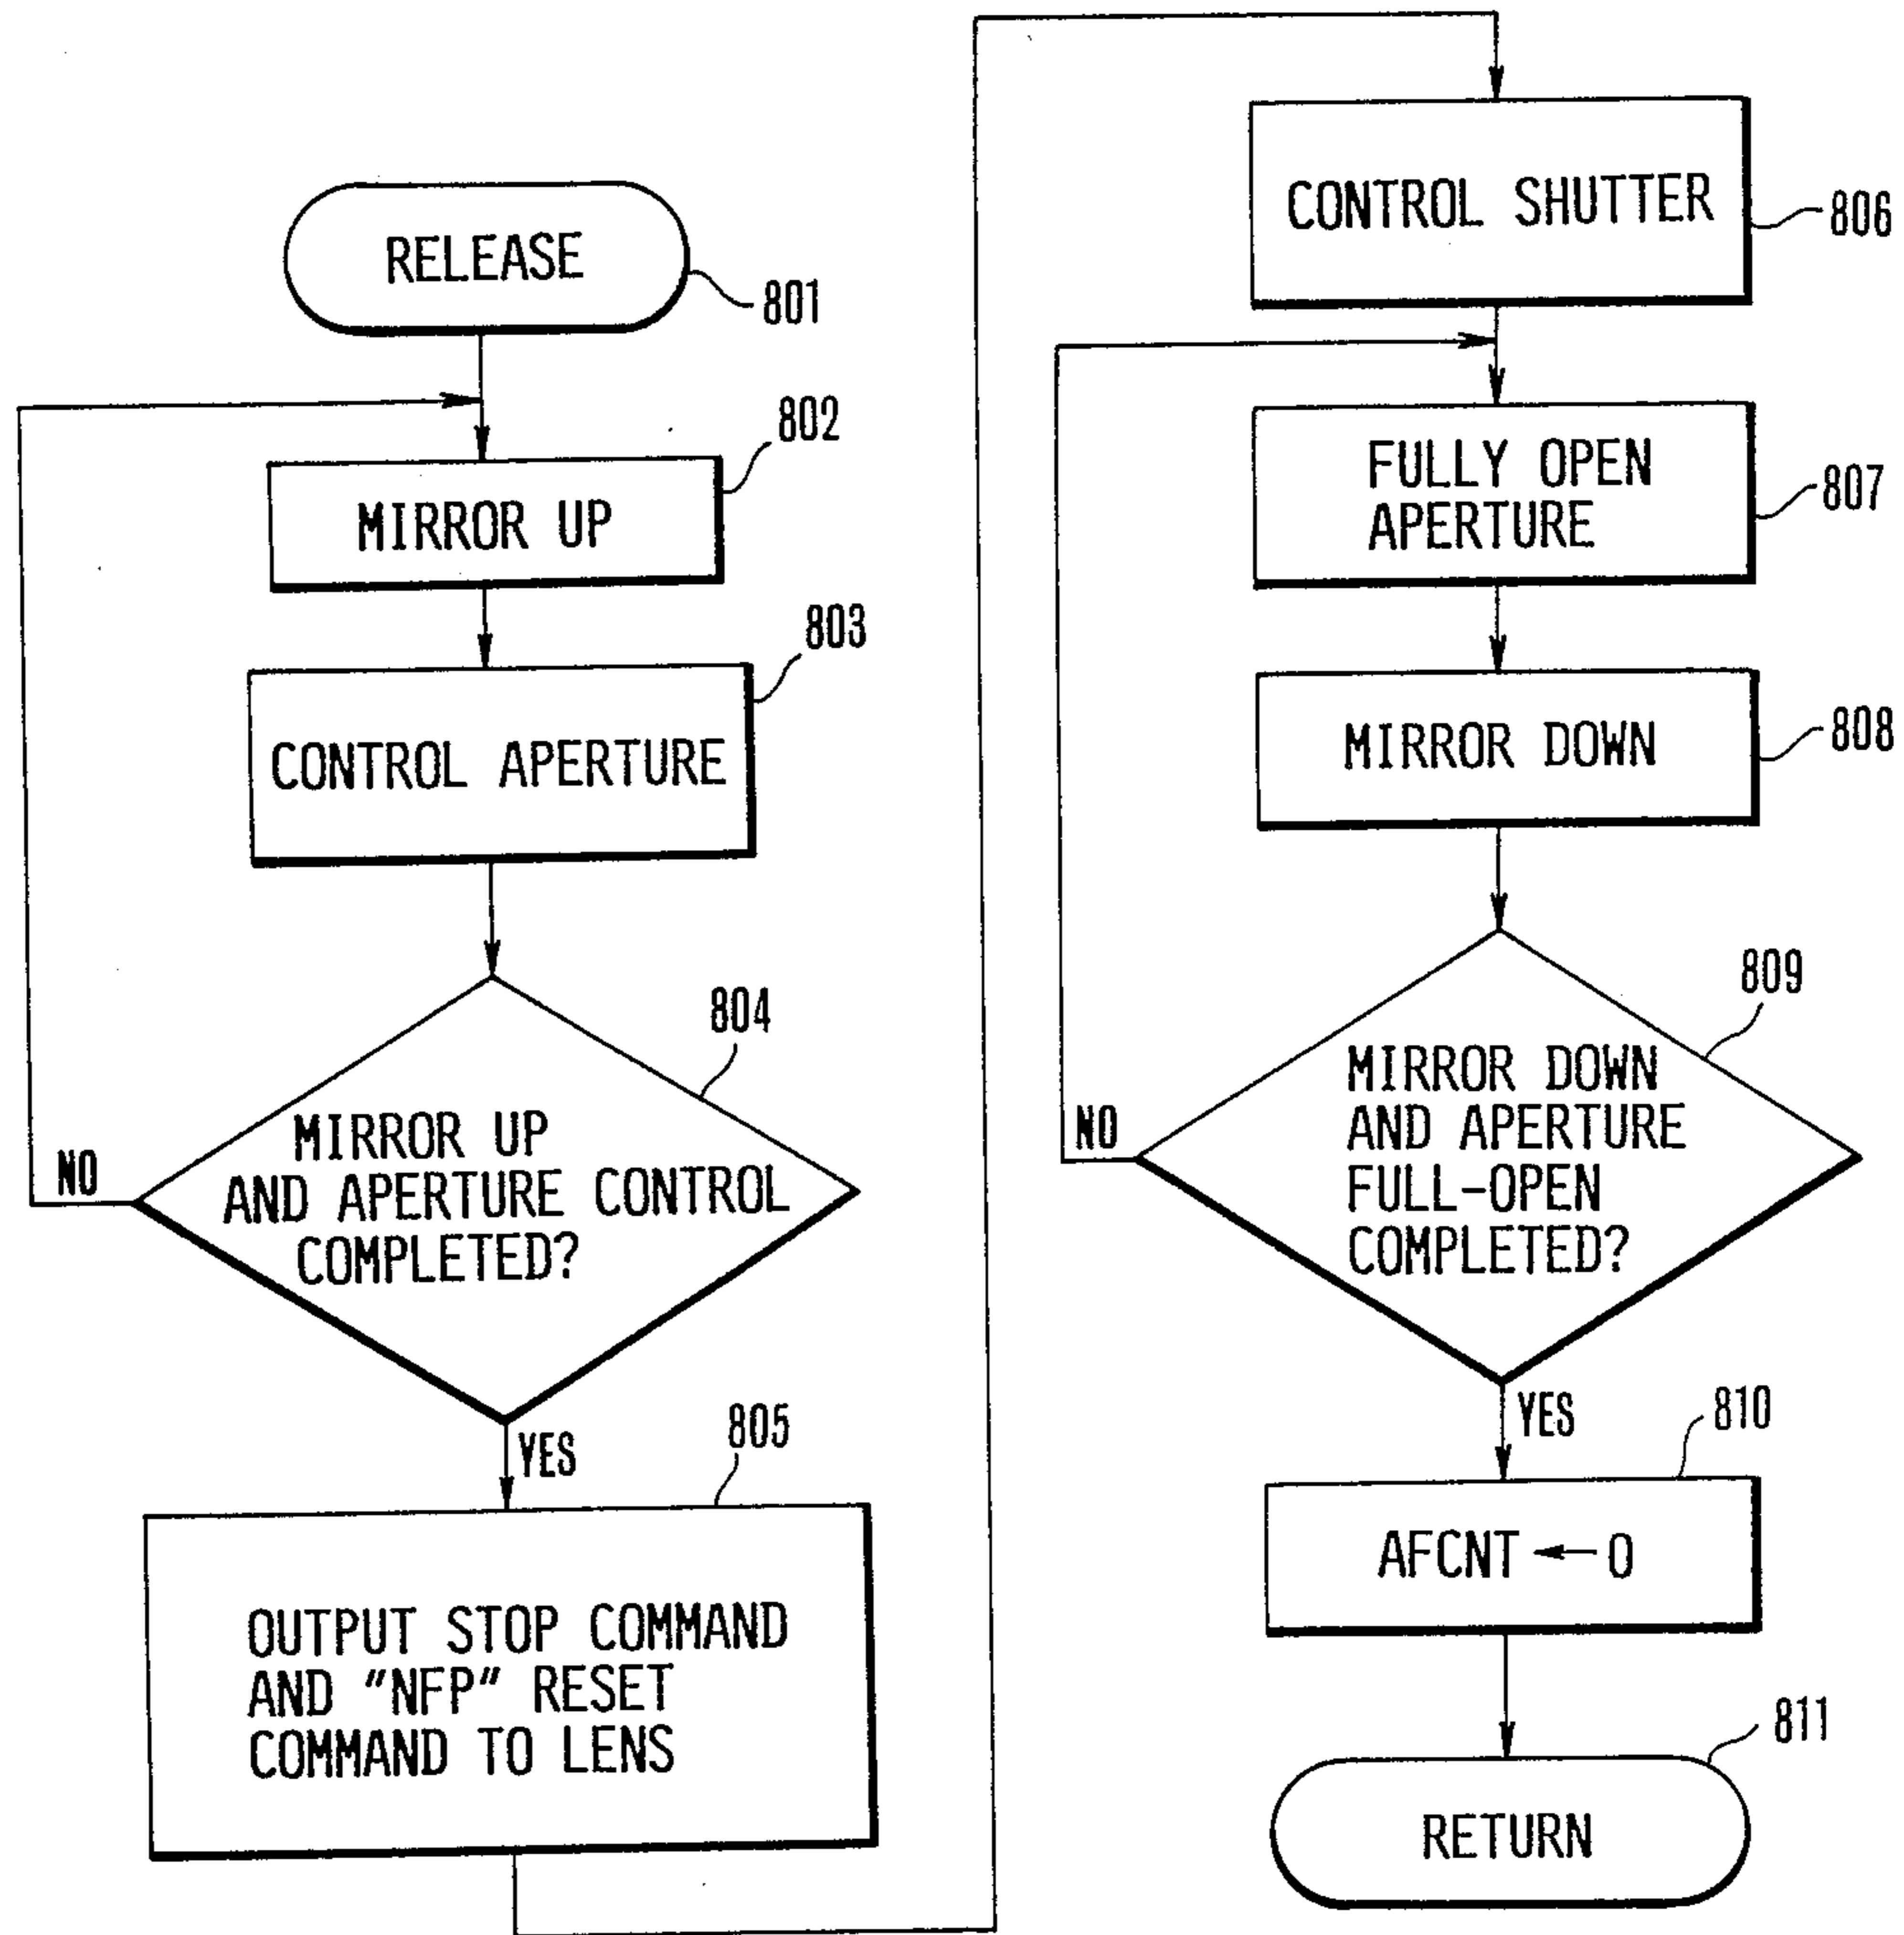 RELEASE
801
802
MIRROR UP
803
CONTROL APERTURE
804
MIRROR UP
AND APERTURE CONTROL
COMPLETED?
NO
YES
805
OUTPUT STOP COMMAND
AND "NFP" RESET
COMMAND TO LENS
CONTROL SHUTTER
806
FULLY OPEN
APERTURE
807
MIRROR DOWN
808
809
MIRROR DOWN
AND APERTURE
FULL-OPEN
COMPLETED?
NO
YES
810
AFCNT ← 0
811
RETURN